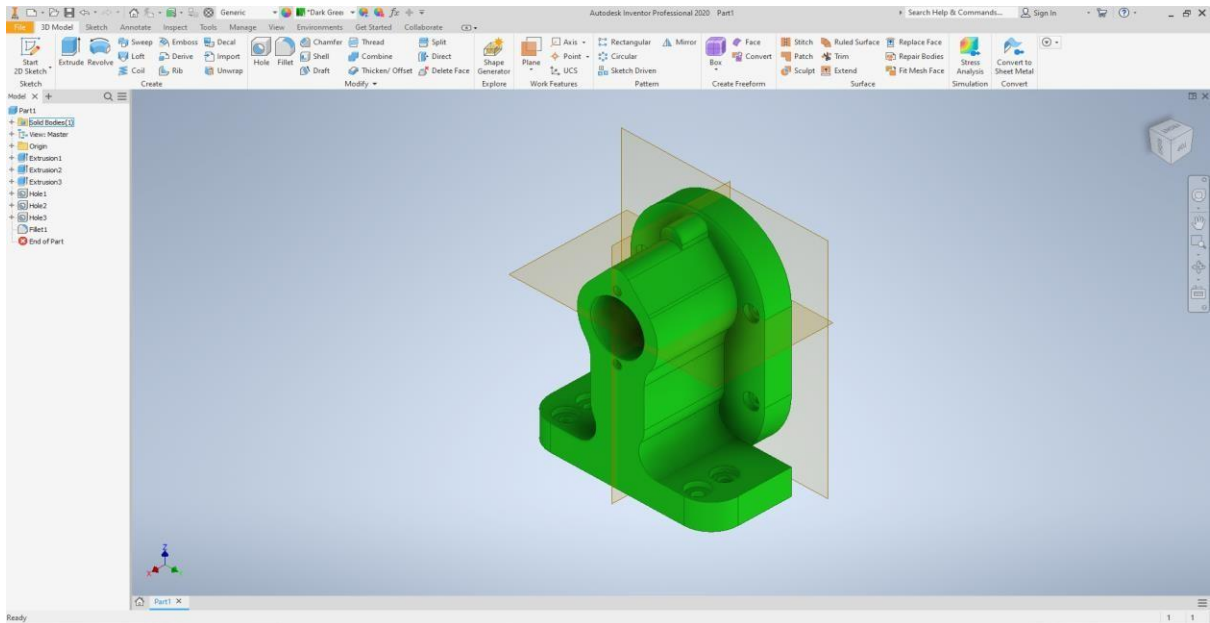 Generic
*Dark Gree
fx
Autodesk Inventor Professional 2020 Part1
Search Help & Commands...
Sign In
File 3D Model Sketch Annotate Inspect Tools Manage View Environments Get Started Collaborate
Start 2D Sketch
Extrude
Revolve
Sweep Emboss Decal
Loft Derive Import
Coil Rib Unwrap
Hole
Fillet
Chamfer Thread Split
Shell Combine Direct
Draft Thicken/ Offset Delete Face
Shape Generator
Plane
Axis
Point
UCS
Rectangular Mirror
Circular
Sketch Driven
Box
Face
Convert
Stitch Ruled Surface Replace Face
Patch Trim Repair Bodies
Sculpt Extend Fit Mesh Face
Stress Analysis
Convert to Sheet Metal
Sketch Create Modify Explore Work Features Pattern Create Freeform Surface Simulation Convert
Model
Part1
Solid Bodies(1)
View: Master
Origin
Extrusion1
Extrusion2
Extrusion3
Hole1
Hole2
Hole3
Fillet1
End of Part
Z
X
Part1
Ready
1 1